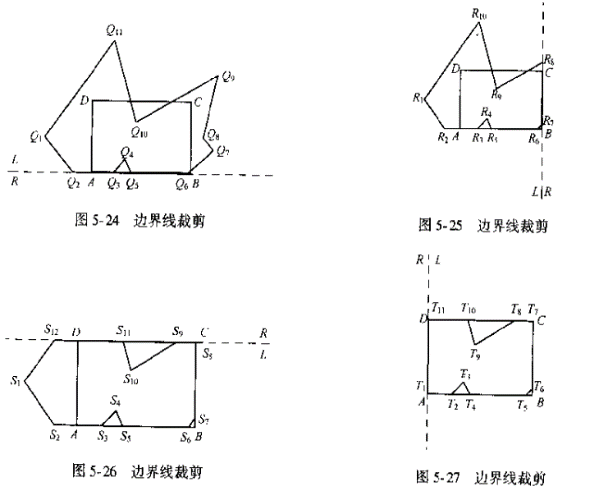 Q11
Q9
D
C
Q10
Q1
Q8
Q4
Q7
L
R
Q2
A
Q3
Q5
Q6
B
图 5-24 边界线裁剪
R10
R8
D
C
R9
R1
R4
R7
R2
A
R3
R5
R6
B
L
R
图 5-25 边界线裁剪
S12
D
S11
S9
C
R
S5
L
S10
S1
S4
S7
S2
A
S3
S5
S6
B
图 5-26 边界线裁剪
R
L
T11
T10
T8
T7
D
C
T9
T3
T1
T6
A
T2
T4
T5
B
图 5-27 边界线裁剪